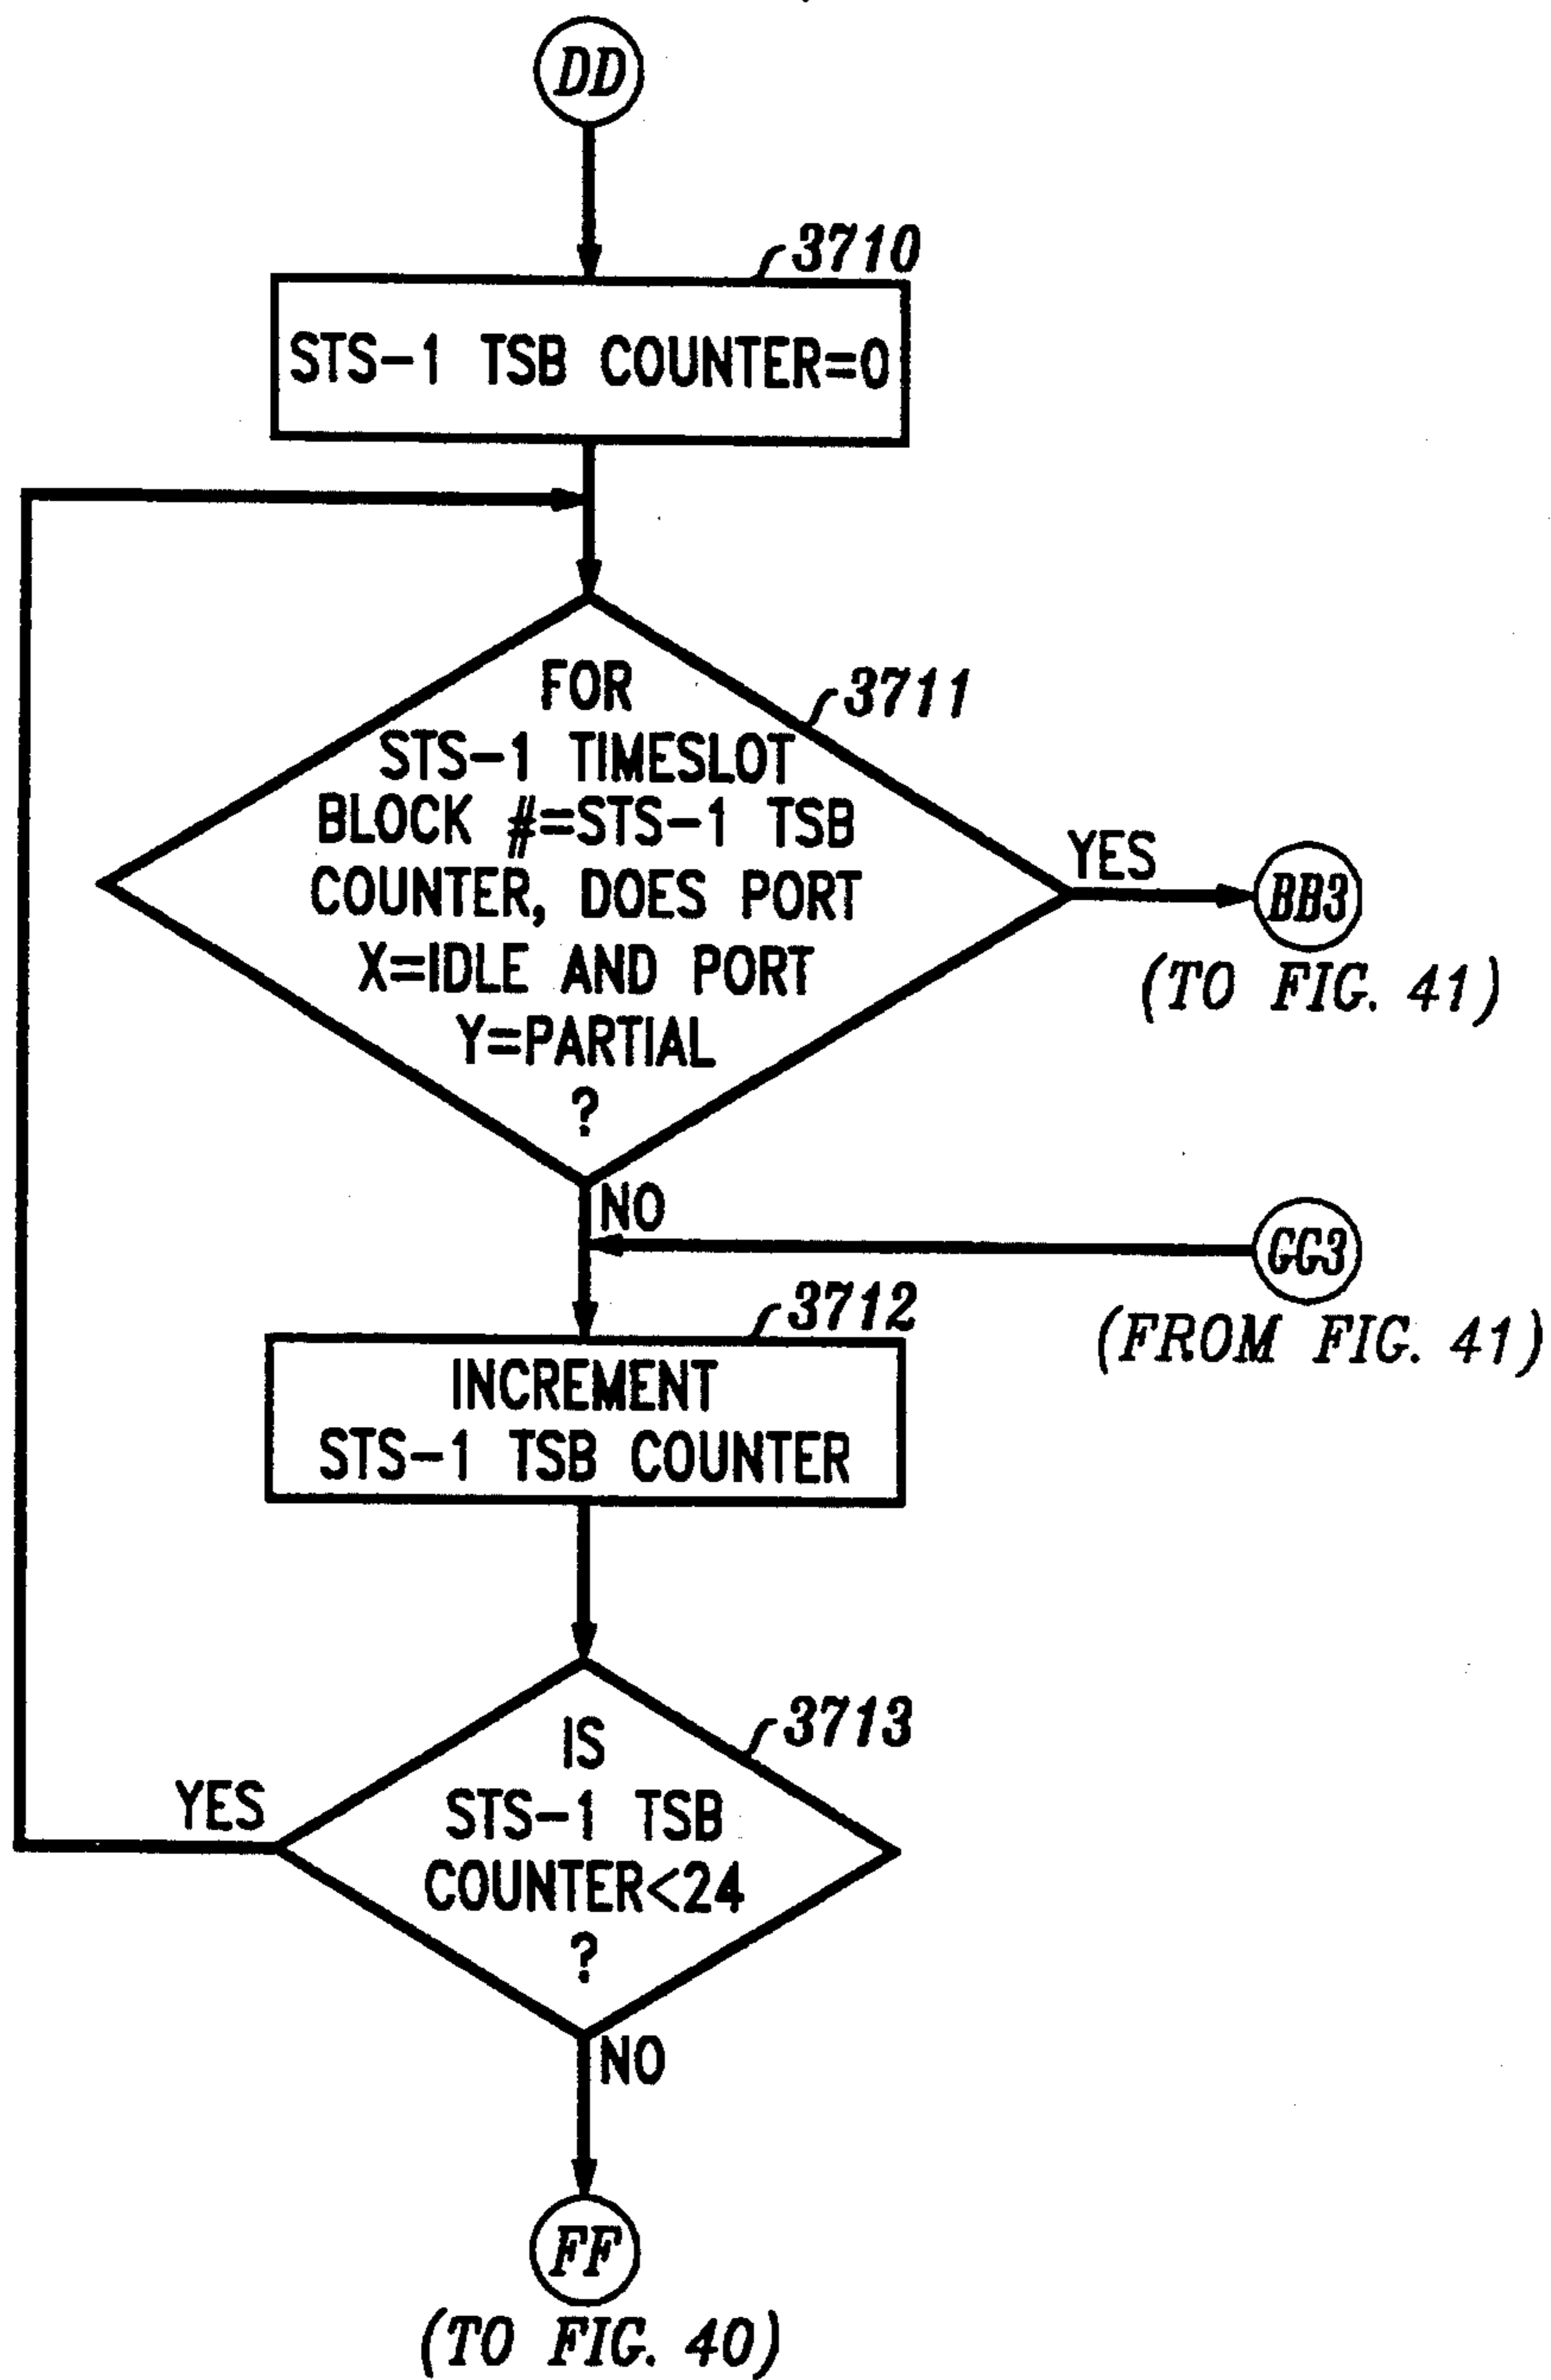 DD
3710
STS-1 TSB COUNTER=0
FOR
3711
STS-1 TIMESLOT
BLOCK #=STS-1 TSB
COUNTER, DOES PORT
X=IDLE AND PORT
Y=PARTIAL
?
YES
BB3
(TO FIG. 41)
NO
GG3
(FROM FIG. 41)
3712
INCREMENT
STS-1 TSB COUNTER
3713
IS
STS-1 TSB
COUNTER<24
?
YES
NO
FF
(TO FIG. 40)